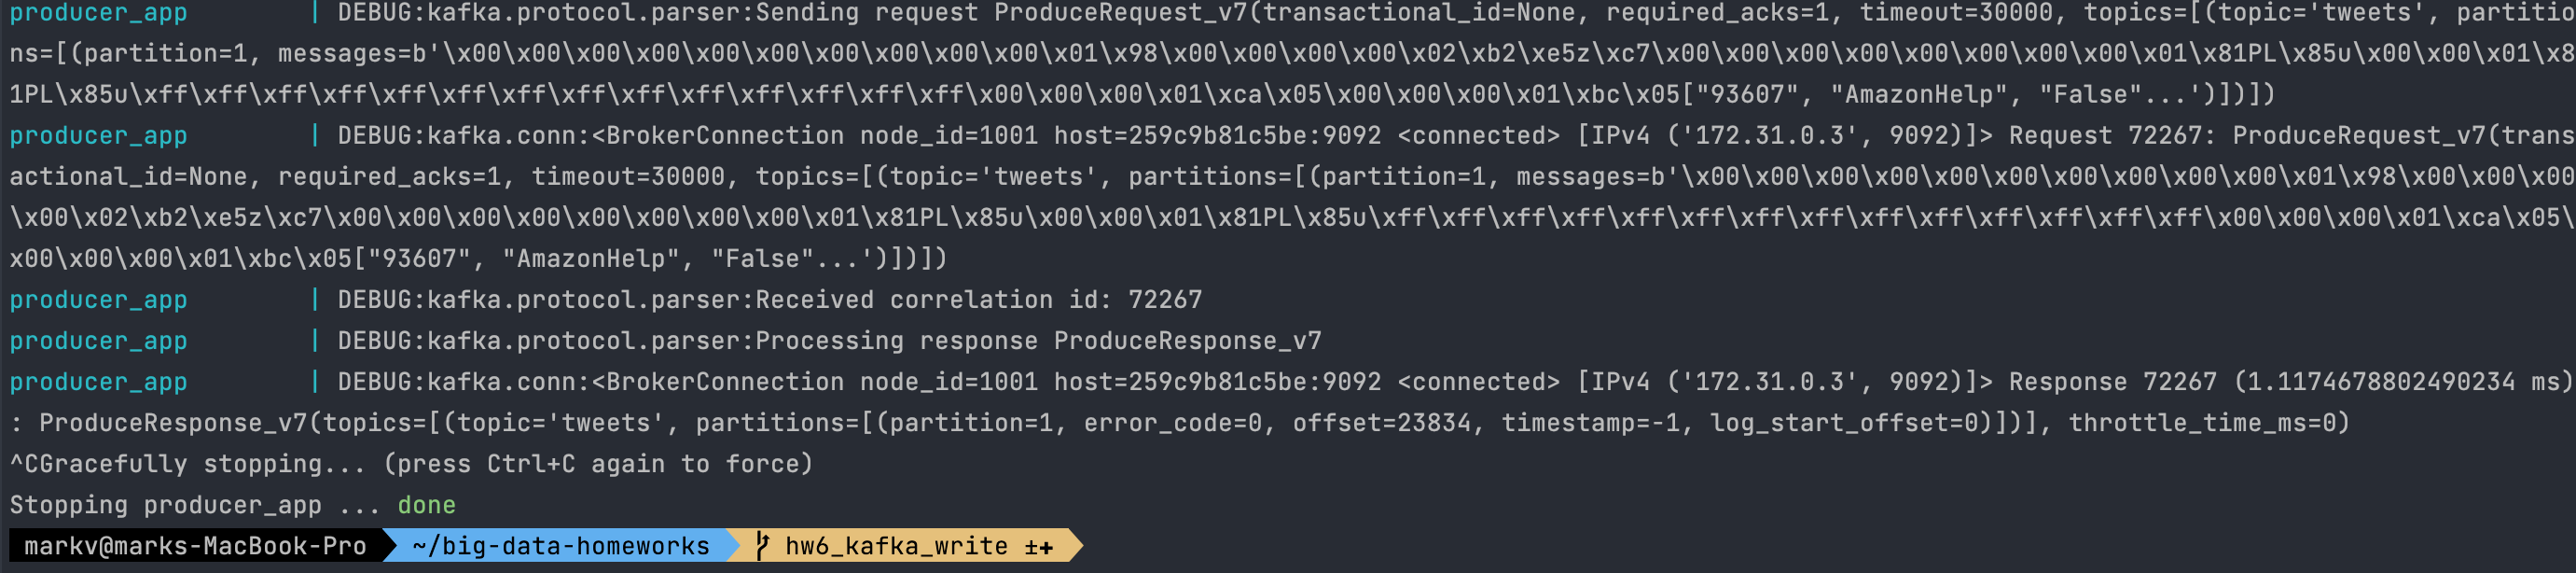 producer_app        | DEBUG:kafka.protocol.parser:Sending request ProduceRequest_v7(transactional_id=None, required_acks=1, timeout=30000, topics=[(topic='tweets', partitio
ns=[(partition=1, messages=b'\x00\x00\x00\x00\x00\x00\x00\x00\x00\x00\x01\x98\x00\x00\x00\x00\x02\xb2\xe5z\xc7\x00\x00\x00\x00\x00\x00\x00\x00\x01\x81PL\x85u\x00\x00\x01\x8
1PL\x85u\xff\xff\xff\xff\xff\xff\xff\xff\xff\xff\xff\xff\xff\xff\x00\x00\x00\x01\xca\x05\x00\x00\x00\x01\xbc\x05["93607", "AmazonHelp", "False"...')])])
producer_app        | DEBUG:kafka.conn:<BrokerConnection node_id=1001 host=259c9b81c5be:9092 <connected> [IPv4 ('172.31.0.3', 9092)]> Request 72267: ProduceRequest_v7(trans
actional_id=None, required_acks=1, timeout=30000, topics=[(topic='tweets', partitions=[(partition=1, messages=b'\x00\x00\x00\x00\x00\x00\x00\x00\x00\x00\x01\x98\x00\x00\x00
\x00\x02\xb2\xe5z\xc7\x00\x00\x00\x00\x00\x00\x00\x00\x01\x81PL\x85u\x00\x00\x01\x81PL\x85u\xff\xff\xff\xff\xff\xff\xff\xff\xff\xff\xff\xff\xff\xff\x00\x00\x00\x01\xca\x05\
x00\x00\x00\x01\xbc\x05["93607", "AmazonHelp", "False"...')])])
producer_app        | DEBUG:kafka.protocol.parser:Received correlation id: 72267
producer_app        | DEBUG:kafka.protocol.parser:Processing response ProduceResponse_v7
producer_app        | DEBUG:kafka.conn:<BrokerConnection node_id=1001 host=259c9b81c5be:9092 <connected> [IPv4 ('172.31.0.3', 9092)]> Response 72267 (1.1174678802490234 ms)
: ProduceResponse_v7(topics=[(topic='tweets', partitions=[(partition=1, error_code=0, offset=23834, timestamp=-1, log_start_offset=0)])], throttle_time_ms=0)
^CGracefully stopping... (press Ctrl+C again to force)
Stopping producer_app ... done
markv@marks-MacBook-Pro ~/big-data-homeworks hw6_kafka_write ±✚